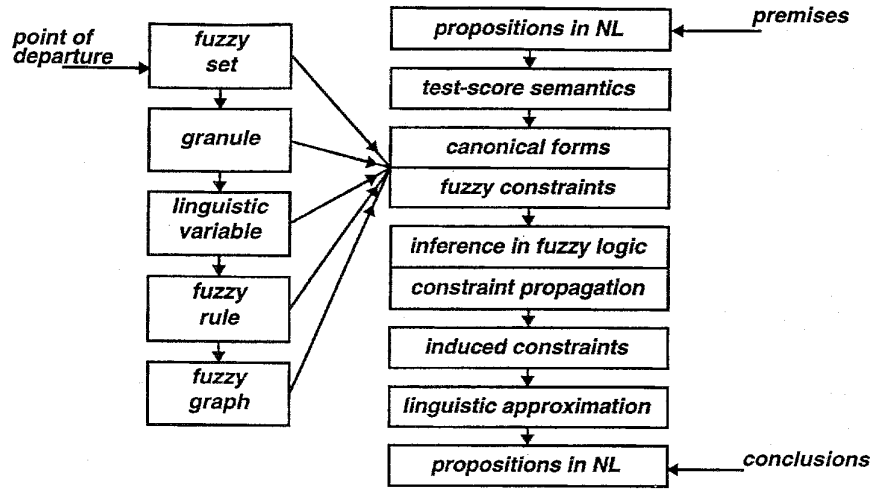 point of
departure
fuzzy
set
granule
linguistic
variable
fuzzy
rule
fuzzy
graph
propositions in NL
premises
test-score semantics
canonical forms
fuzzy constraints
inference in fuzzy logic
constraint propagation
induced constraints
linguistic approximation
propositions in NL
conclusions